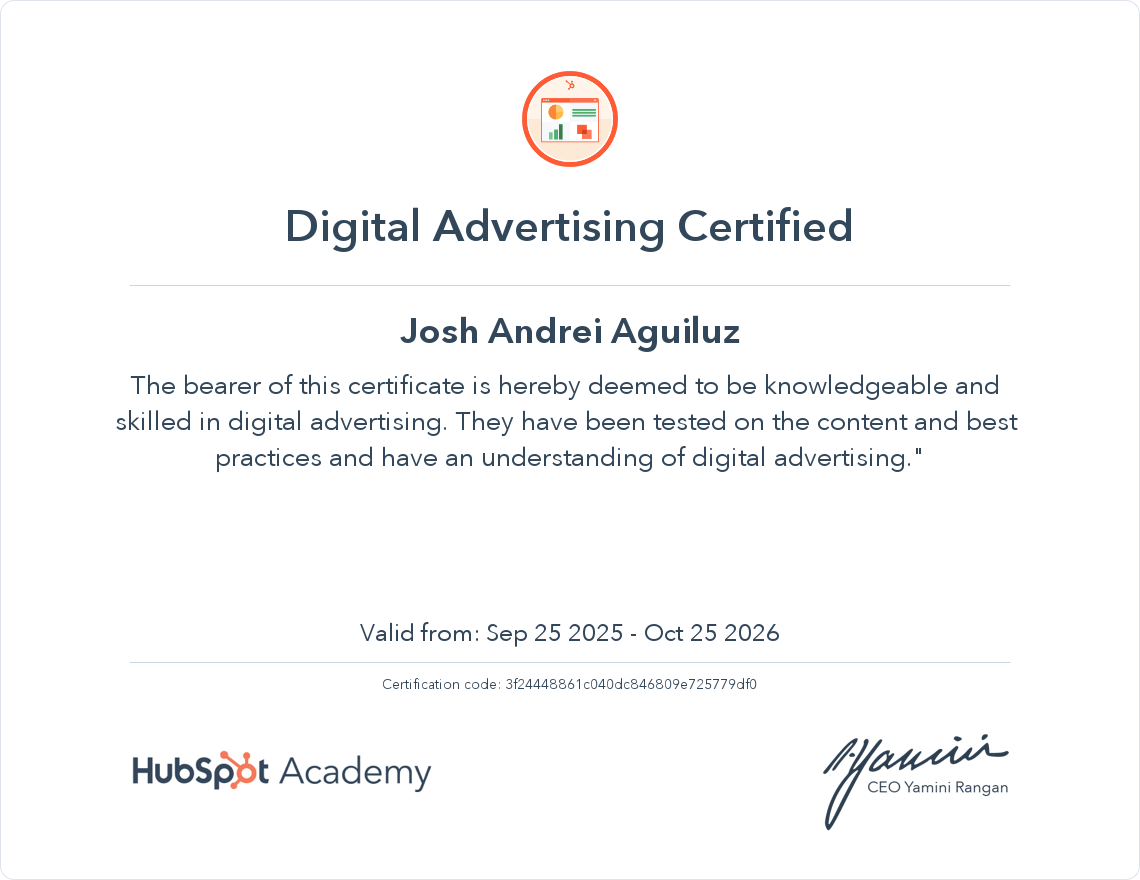 Digital Advertising Certified
Josh Andrei Aguiluz
The bearer of this certificate is hereby deemed to be knowledgeable and
skilled in digital advertising. They have been tested on the content and best
practices and have an understanding of digital advertising."
Valid from: Sep 25 2025 - Oct 25 2026
Certification code: 3f24448861c040dc846809e725779df0
HubSpot Academy
CEO Yamini Rangan